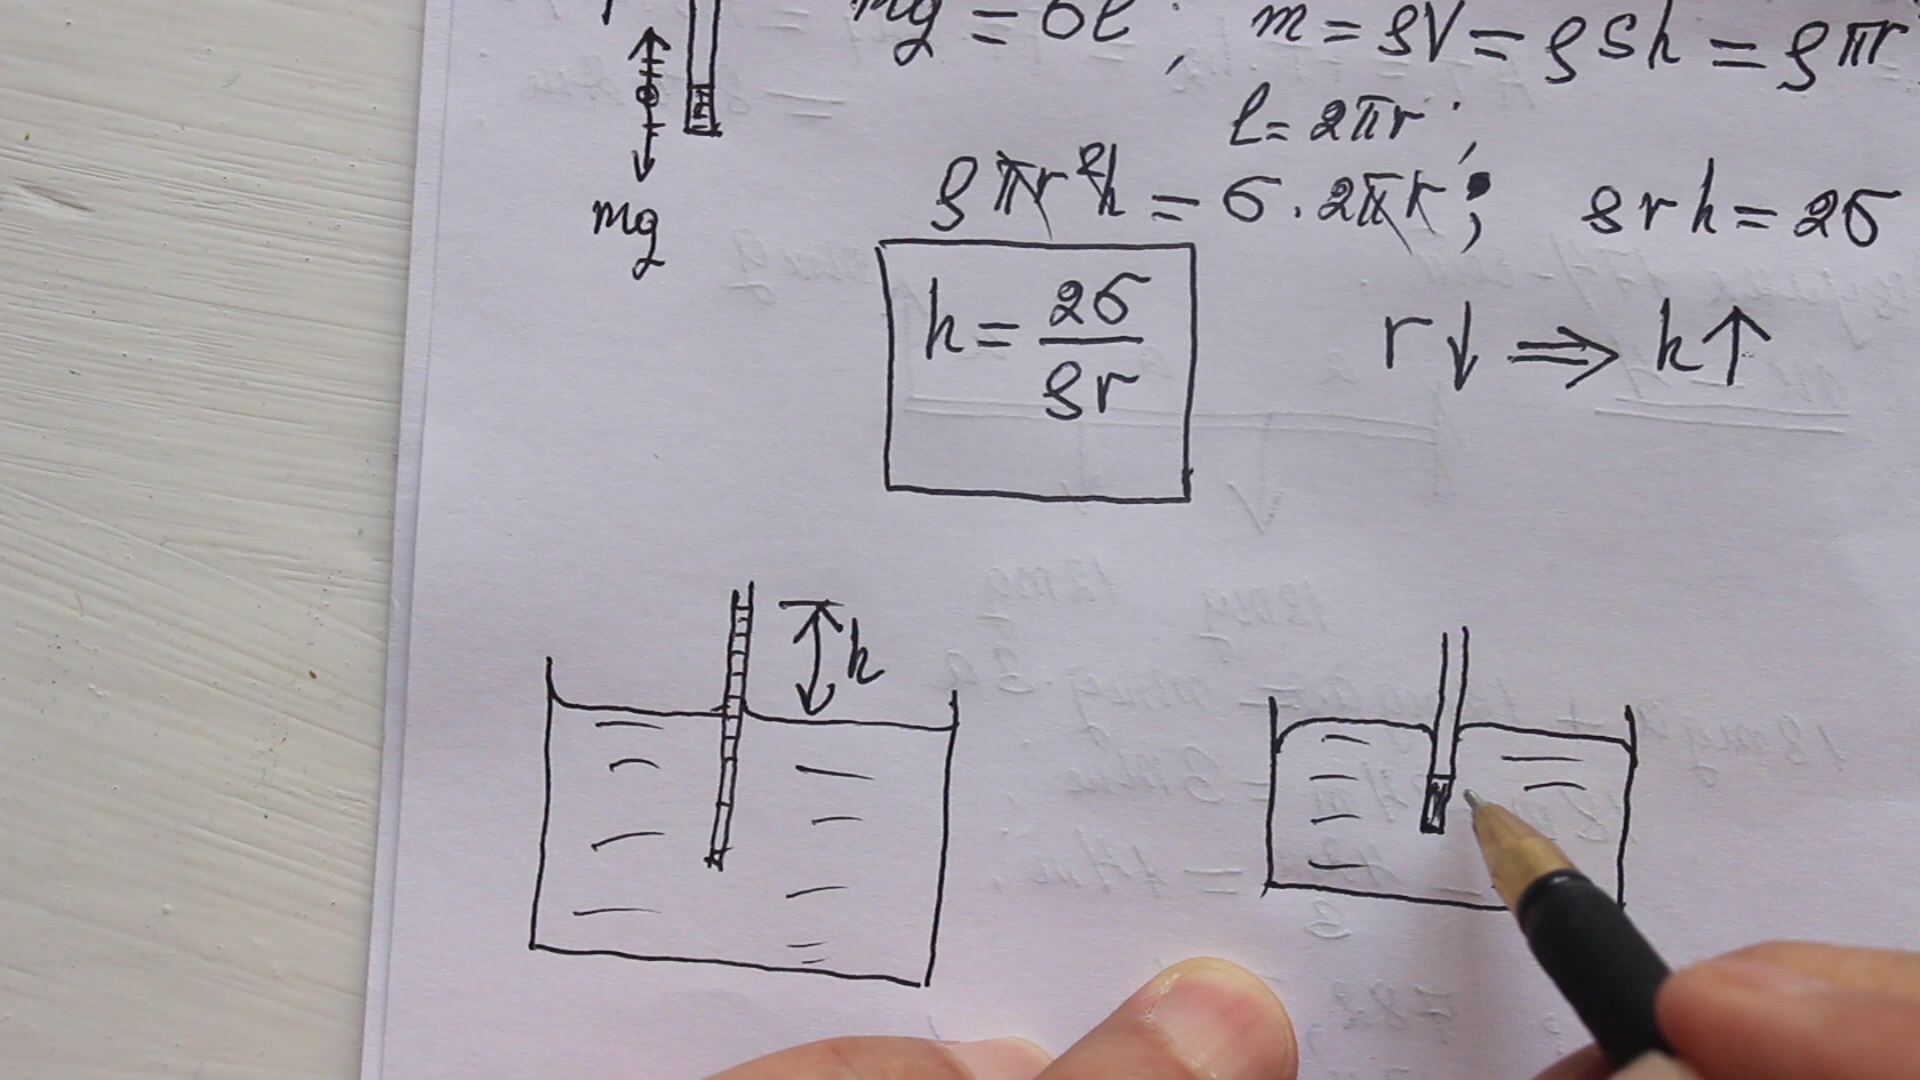 mg = σl ; m = ρV = ρSh = ρπr
l = 2πr ;
mg
ρπr²h = σ · 2πr ; ρrh = 2σ
h = 2σ/ρr
r↓ ⇒ h↑
h